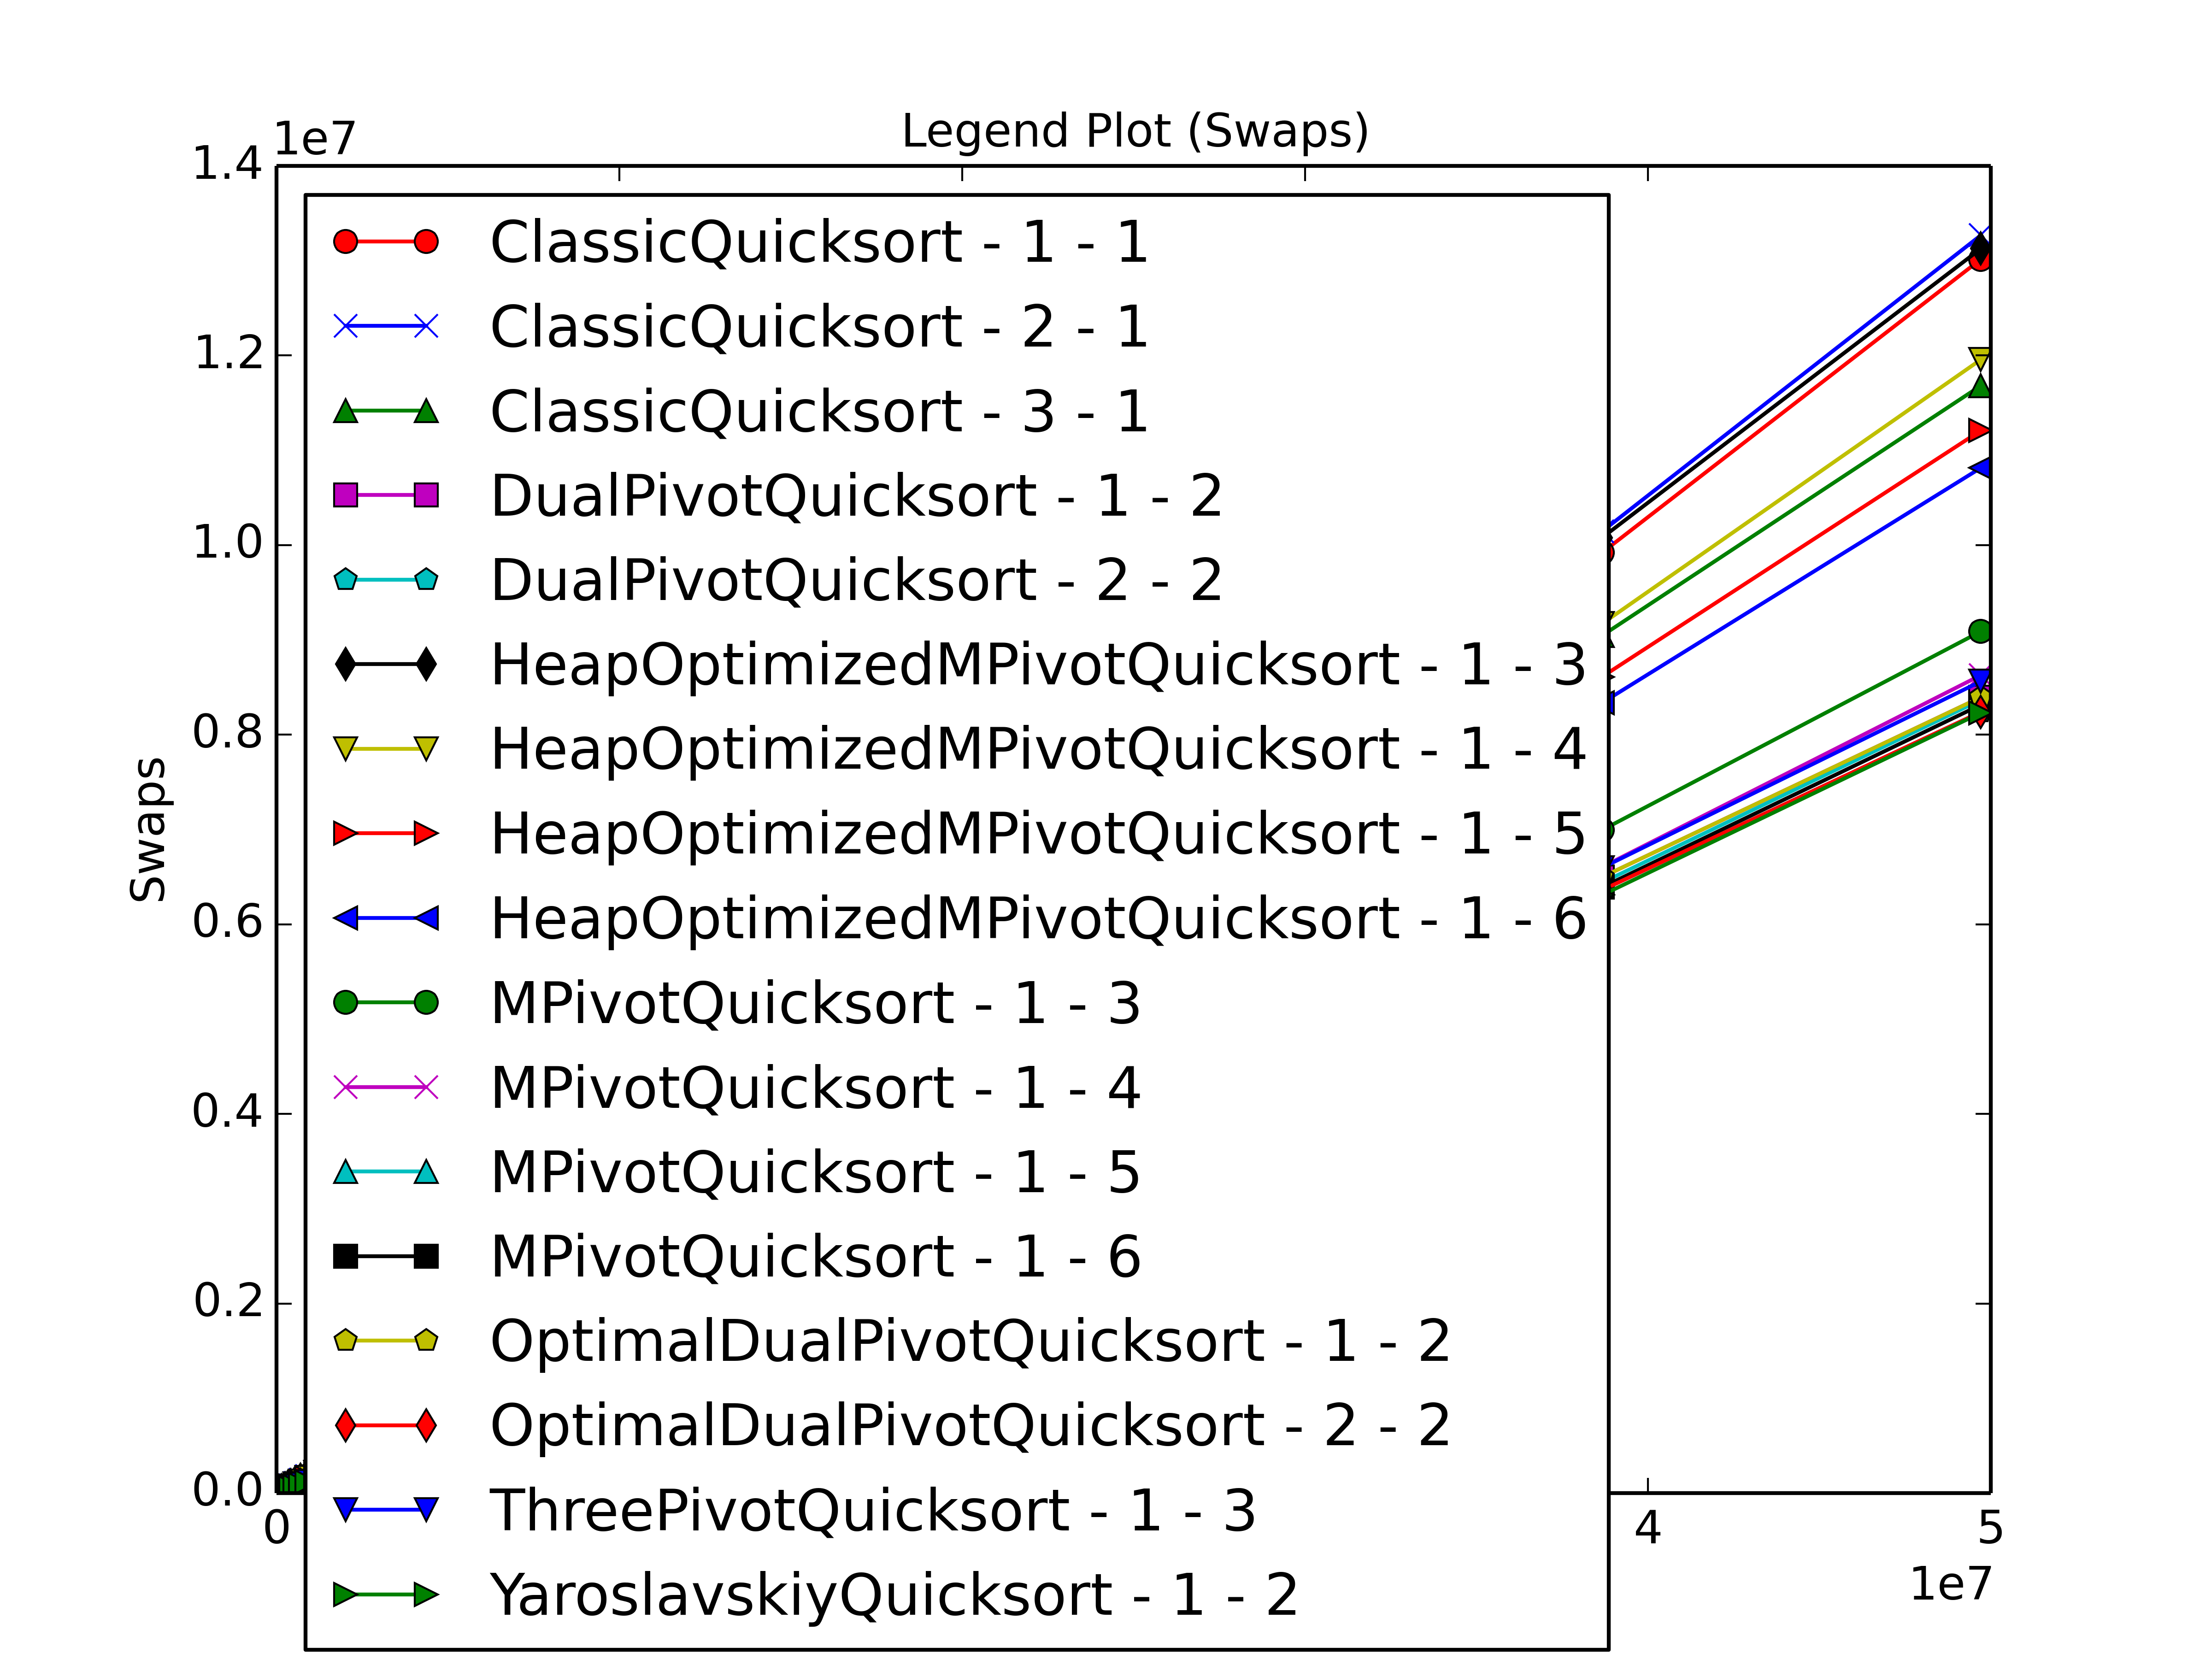 Legend Plot (Swaps)
1e7
1.4
1.2
1.0
0.8
0.6
0.4
0.2
0.0
Swaps
ClassicQuicksort - 1 - 1
ClassicQuicksort - 2 - 1
ClassicQuicksort - 3 - 1
DualPivotQuicksort - 1 - 2
DualPivotQuicksort - 2 - 2
HeapOptimizedMPivotQuicksort - 1 - 3
HeapOptimizedMPivotQuicksort - 1 - 4
HeapOptimizedMPivotQuicksort - 1 - 5
HeapOptimizedMPivotQuicksort - 1 - 6
MPivotQuicksort - 1 - 3
MPivotQuicksort - 1 - 4
MPivotQuicksort - 1 - 5
MPivotQuicksort - 1 - 6
OptimalDualPivotQuicksort - 1 - 2
OptimalDualPivotQuicksort - 2 - 2
ThreePivotQuicksort - 1 - 3
YaroslavskiyQuicksort - 1 - 2
0 4 5
1e7